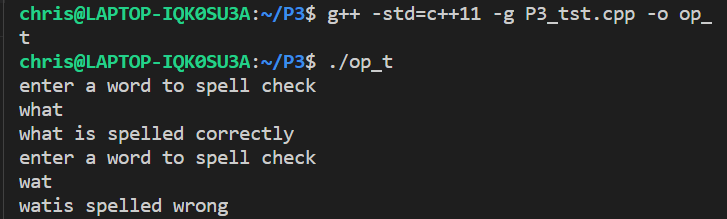 chris@LAPTOP-IQK0SU3A:~/P3$ g++ -std=c++11 -g P3_tst.cpp -o op_
t
chris@LAPTOP-IQK0SU3A:~/P3$ ./op_t
enter a word to spell check
what
what is spelled correctly
enter a word to spell check
wat
watis spelled wrong